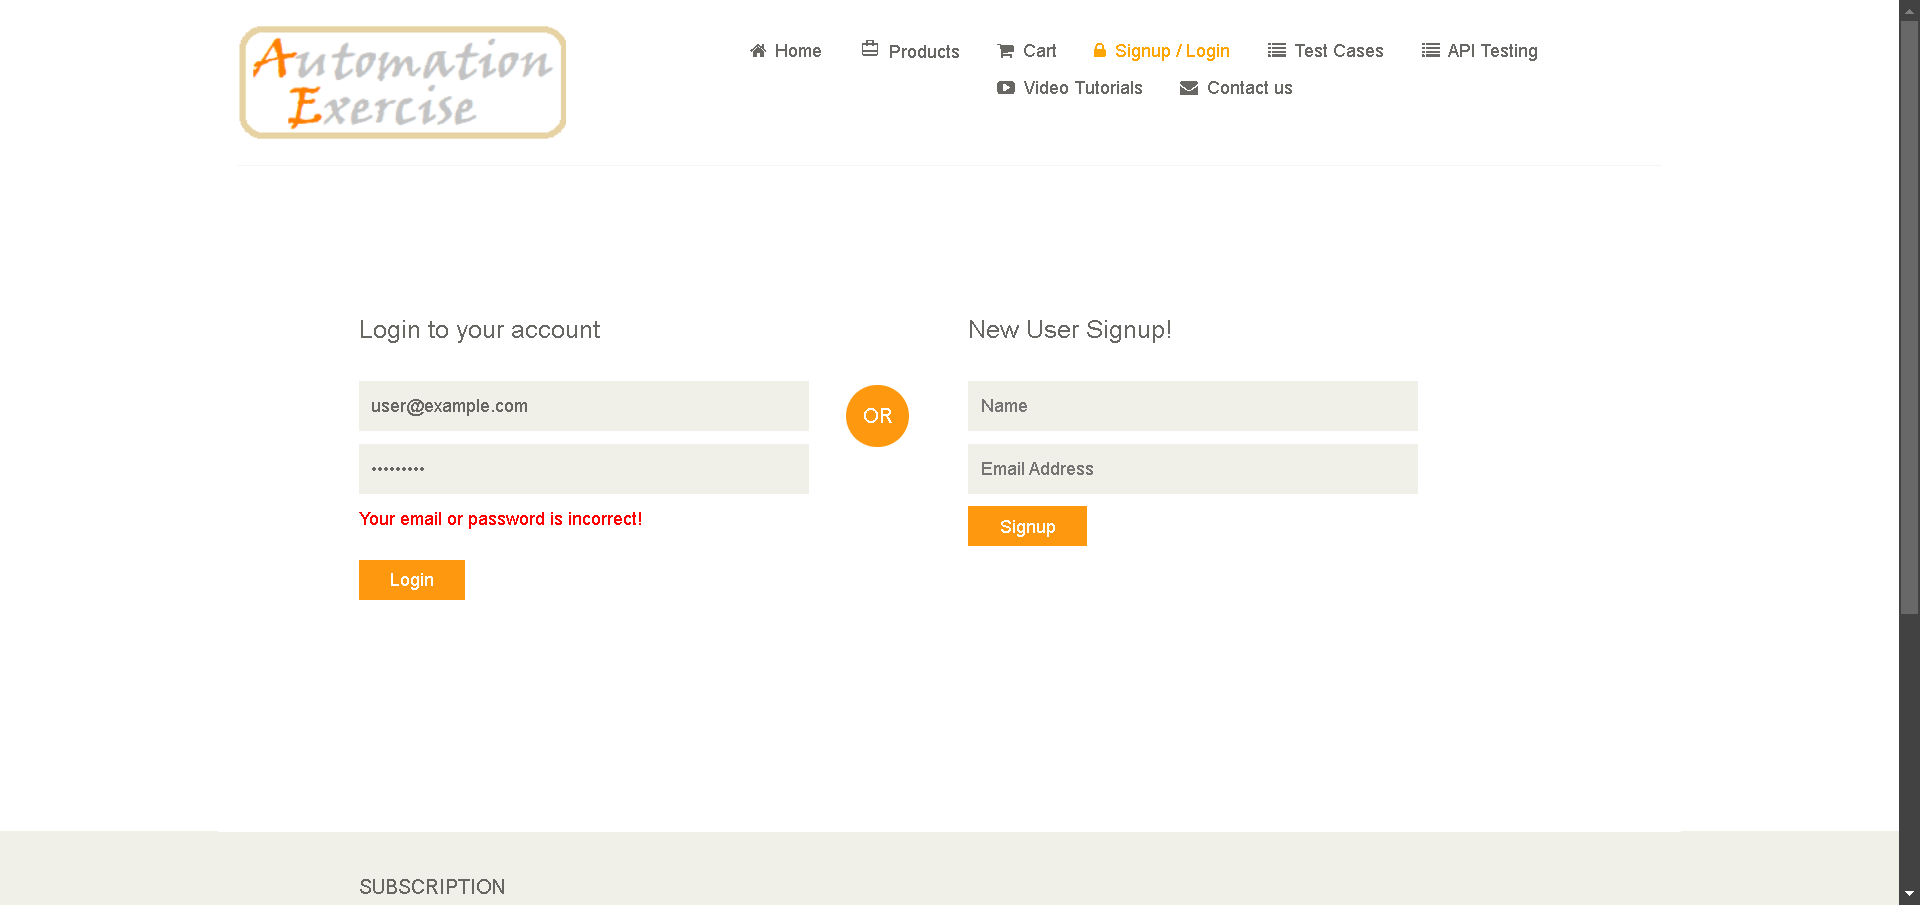 Automation
Exercise
Home
Products
Cart
Signup / Login
Test Cases
API Testing
Video Tutorials
Contact us
Login to your account
user@example.com
•••••••••
Your email or password is incorrect!
Login
OR
New User Signup!
Name
Email Address
Signup
SUBSCRIPTION